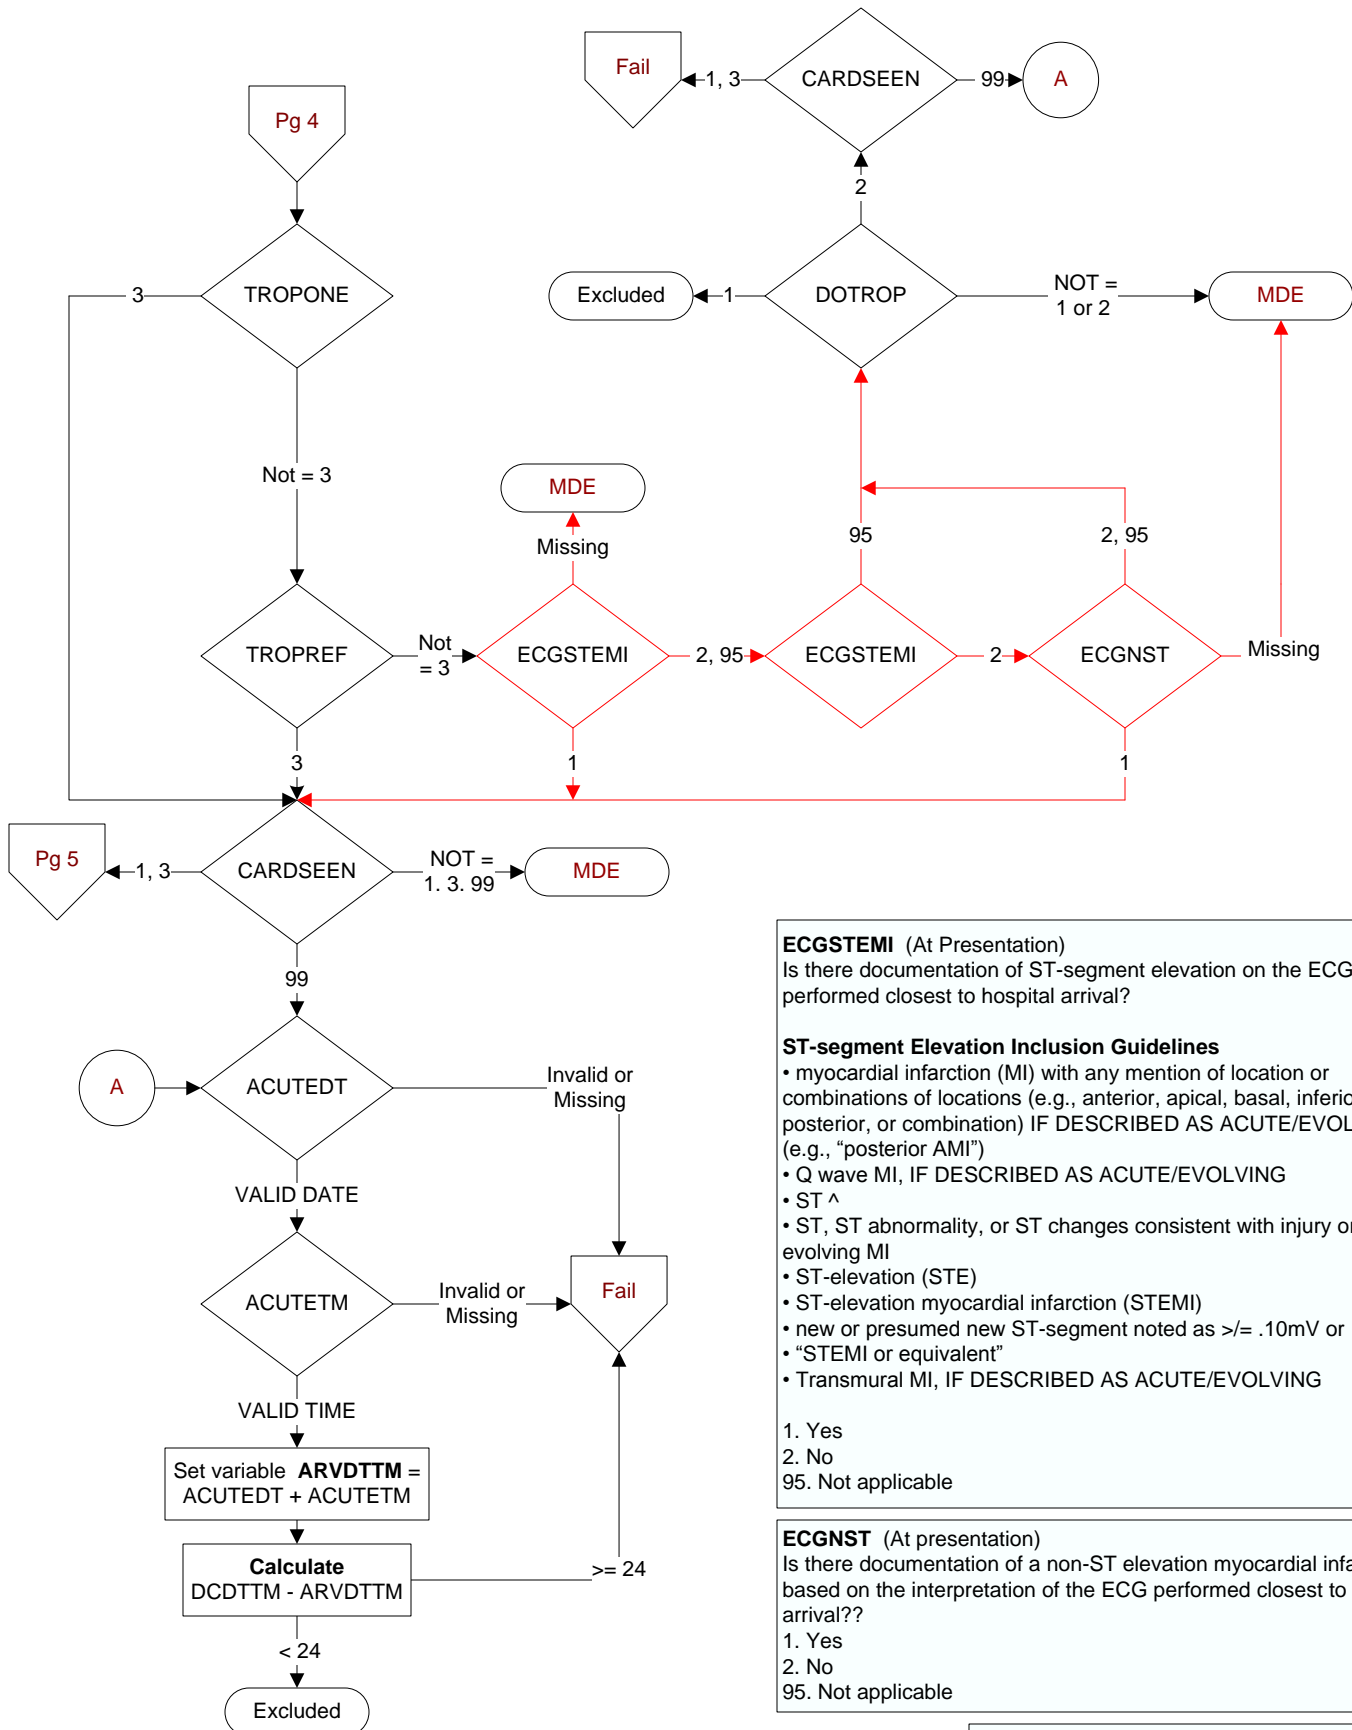 Fail
1, 3
CARDSEEN
99
A
Pg 4
2
3
TROPONE
Excluded
1
DOTROP
NOT =
1 or 2
MDE
Not = 3
MDE
Missing
95
2, 95
TROPREF
Not
= 3
ECGSTEMI
2, 95
ECGSTEMI
2
ECGNST
Missing
3
1
1
Pg 5
1, 3
CARDSEEN
NOT =
1. 3. 99
MDE
99
A
ACUTEDT
Invalid or
Missing
VALID DATE
ACUTETM
Invalid or
Missing
Fail
VALID TIME
Set variable ARVDTTM =
ACUTEDT + ACUTETM
Calculate
DCDTTM - ARVDTTM
>= 24
< 24
Excluded
ECGSTEMI (At Presentation)
Is there documentation of ST-segment elevation on the ECG
performed closest to hospital arrival?
ST-segment Elevation Inclusion Guidelines
• myocardial infarction (MI) with any mention of location or
combinations of locations (e.g., anterior, apical, basal,
posterior, or combination) IF DESCRIBED AS
(e.g., “posterior AMI”)
• Q wave MI, IF DESCRIBED AS ACUTE/EVOLVING
• ST ^
• ST, ST abnormality, or ST changes consistent with injury or
evolving MI
• ST-elevation (STE)
• ST-elevation myocardial infarction (STEMI)
• new or presumed new ST-segment noted as >/= .10mV or
• “STEMI or equivalent”
• Transmural MI, IF DESCRIBED AS ACUTE/EVOLVING
1. Yes
2. No
95. Not applicable
ECGNST (At presentation)
Is there documentation of a non-ST elevation myocardial
based on the interpretation of the ECG performed closest to
arrival??
1. Yes
2. No
95. Not applicable